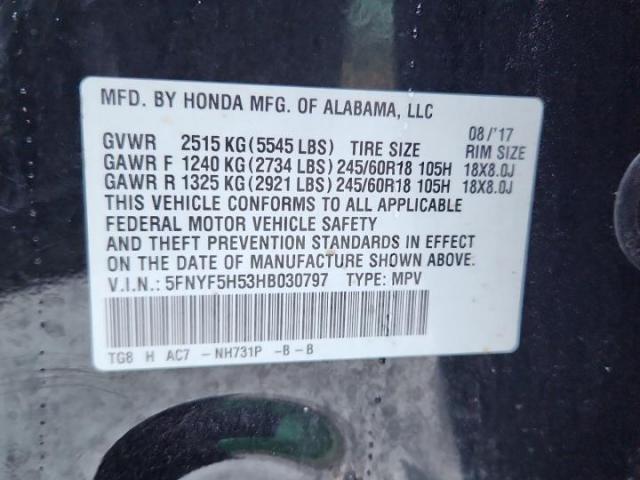 MFD. BY HONDA MFG. OF ALABAMA, LLC
08/'17
GVWR 2515 KG (5545 LBS) TIRE SIZE RIM SIZE
GAWR F 1240 KG (2734 LBS) 245/60R18 105H 18X8.0J
GAWR R 1325 KG (2921 LBS) 245/60R18 105H 18X8.0J
THIS VEHICLE CONFORMS TO ALL APPLICABLE
FEDERAL MOTOR VEHICLE SAFETY
AND THEFT PREVENTION STANDARDS IN EFFECT
ON THE DATE OF MANUFACTURE SHOWN ABOVE.
V.I.N.: 5FNYF5H53HB030797 TYPE: MPV
TG8 H AC7 -NH731P -B-B